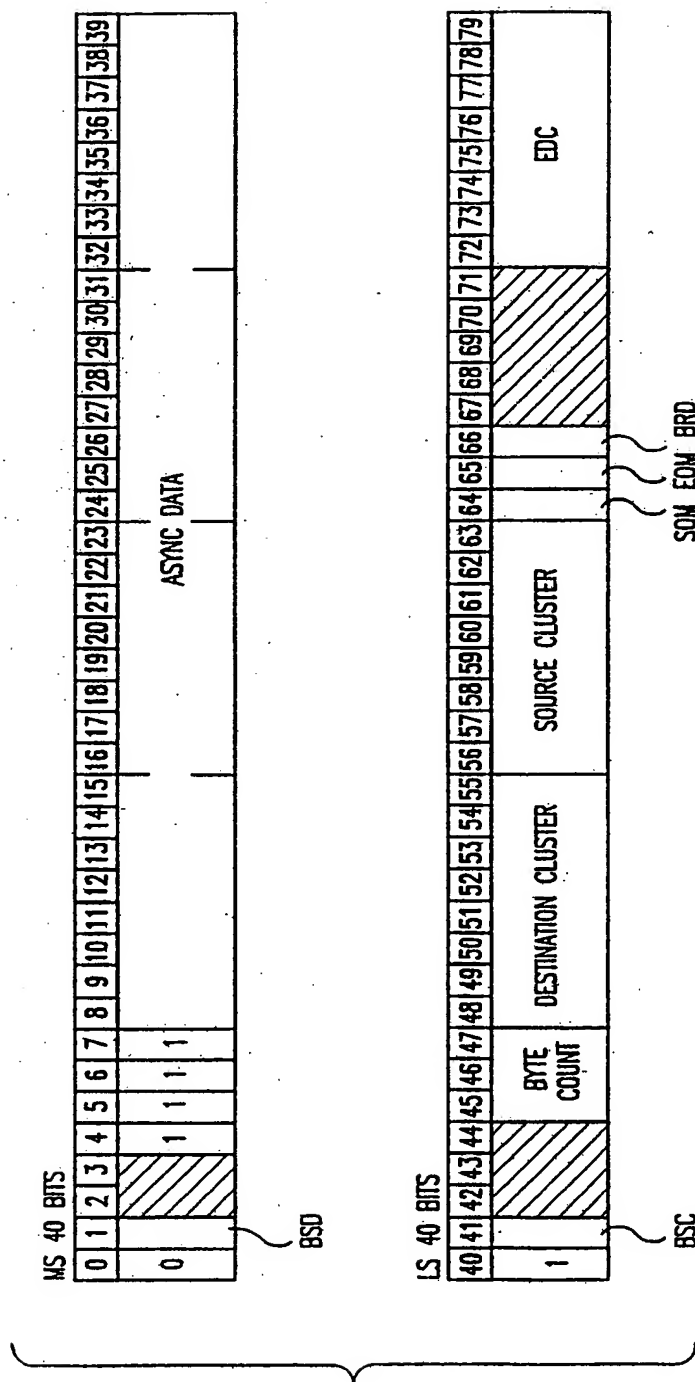 MS 40 BITS
0 1 2 3 4 5 6 7 8 9 10 11 12 13 14 15 16 17 18 19 20 21 22 23 24 25 26 27 28 29 30 31 32 33 34 35 36 37 38 39
0 1 1 1 1 ASYNC DATA
BSD
LS 40 BITS
40 41 42 43 44 45 46 47 48 49 50 51 52 53 54 55 56 57 58 59 60 61 62 63 64 65 66 67 68 69 70 71 72 73 74 75 76 77 78 79
1 BYTE COUNT DESTINATION CLUSTER SOURCE CLUSTER EDC
BSC SOM EOM BRD